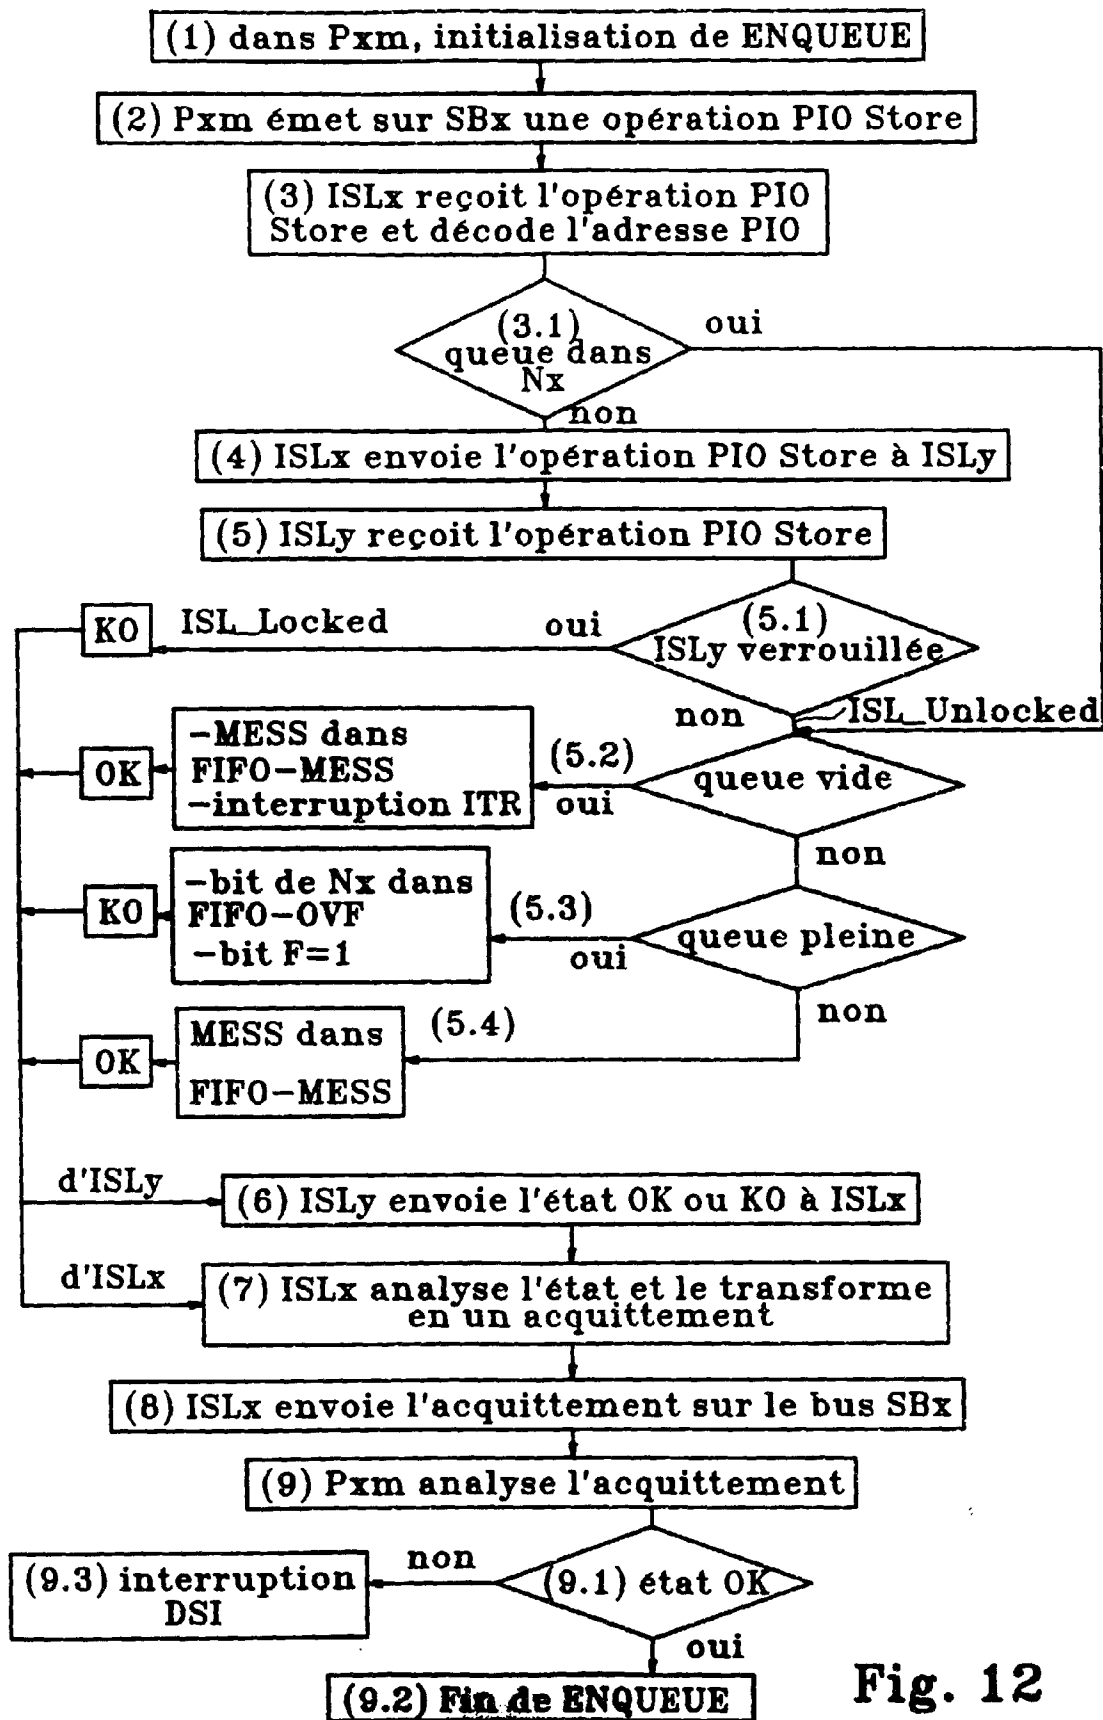 (1) dans Pxm, initialisation de ENQUEUE
(2) Pxm émet sur SBx une opération PIO Store
(3) ISLx reçoit l'opération PIO
Store et décode l'adresse PIO
(3.1)
queue dans
Nx
oui
non
(4) ISLx envoie l'opération PIO Store à ISLy
(5) ISLy reçoit l'opération PIO Store
(5.1)
ISLy verrouillée
oui
ISL_Locked
KO
non
ISL_Unlocked
queue vide
(5.2)
oui
-MESS dans
FIFO-MESS
-interruption ITR
OK
non
queue pleine
(5.3)
oui
-bit de Nx dans
FIFO-OVF
-bit F=1
KO
non
(5.4)
MESS dans
FIFO-MESS
OK
d'ISLy
(6) ISLy envoie l'état OK ou KO à ISLx
d'ISLx
(7) ISLx analyse l'état et le transforme
en un acquittement
(8) ISLx envoie l'acquittement sur le bus SBx
(9) Pxm analyse l'acquittement
(9.1) état OK
non
(9.3) interruption
DSI
oui
(9.2) Fin de ENQUEUE
Fig. 12